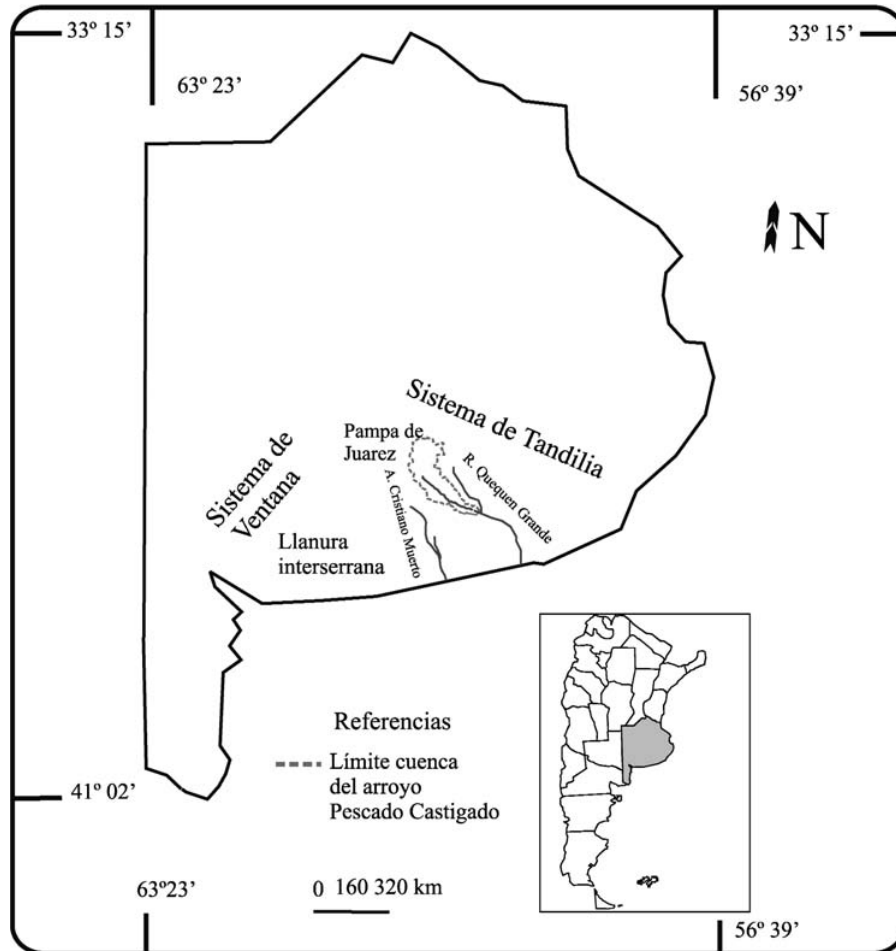 33º 15’
33º 15’
63º 23’
56º 39’
N
Sistema de Tandilia
Pampa de
Juarez
Sistema de
Ventana
R. Quequen Grande
A. Cristiano Muerto
Llanura
interserrana
Referencias
Límite cuenca
del arroyo
Pescado Castigado
41º 02’
63º23’
0 160 320 km
56º 39’